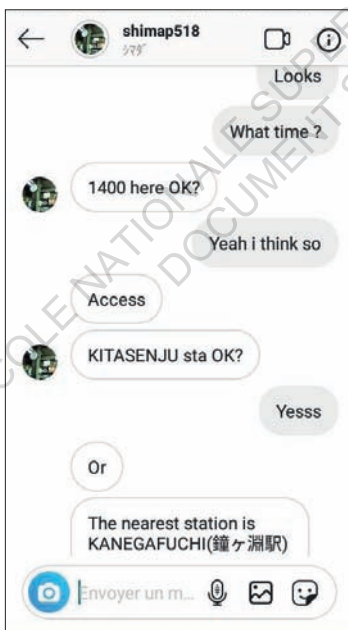 shimap518
シマダ
Looks
What time ?
1400 here OK?
Yeah i think so
Access
KITASENJU sta OK?
Yesss
Or
The nearest station is
KANEGAFUCHI(鐘ヶ淵駅)
Envoyer un m...